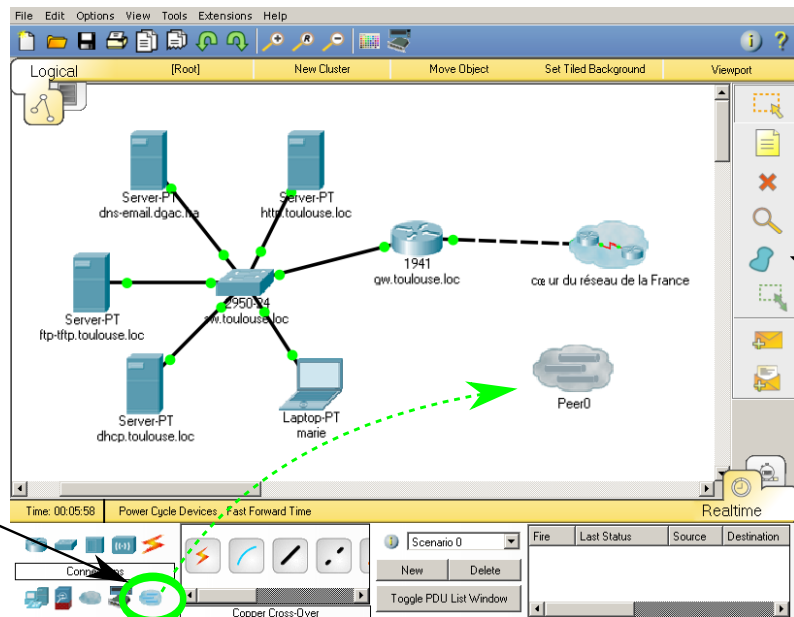 File Edit Options View Tools Extensions Help
Logical [Root] New Cluster Move Object Set Tiled Background Viewport
Server-PT
dns-email.dgac.na
Server-PT
http.toulouse.loc
1941
gw.toulouse.loc
cœur du réseau de la France
2950-24
sw.toulouse.loc
Server-PT
ftp-tftp.toulouse.loc
Peer0
Server-PT
dhcp.toulouse.loc
Laptop-PT
marie
Time: 00:05:58 Power Cycle Devices Fast Forward Time
Realtime
Scenario 0
Fire Last Status Source Destination
Connections
New Delete
Toggle PDU List Window
Copper Cross-Over